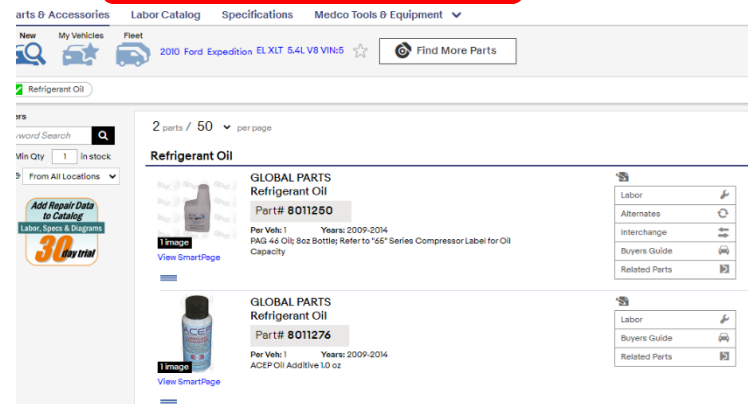 arts & Accessories Labor Catalog Specifications Medco Tools & Equipment
New My Vehicles Fleet
2010 Ford Expedition EL XLT 5.4L V8 VIN:5 Find More Parts
Refrigerant Oil
ers
yword Search
Min Qty 1 in stock
From All Locations
2 parts / 50 per page
Refrigerant Oil
Add Repair Data
to Catalog
Labor, Specs & Diagrams
30 day trial
GLOBAL PARTS
Refrigerant Oil
Part# 8011250
Per Veh: 1 Years: 2009-2014
PAG 46 Oil; 8oz Bottle; Refer to "6S" Series Compressor Label for Oil
Capacity
1 image
View SmartPage
Labor
Alternates
Interchange
Buyers Guide
Related Parts
GLOBAL PARTS
Refrigerant Oil
Part# 8011276
Per Veh: 1 Years: 2009-2014
ACEP Oil Additive 1.0 oz
ACEP
1 image
View SmartPage
Labor
Buyers Guide
Related Parts